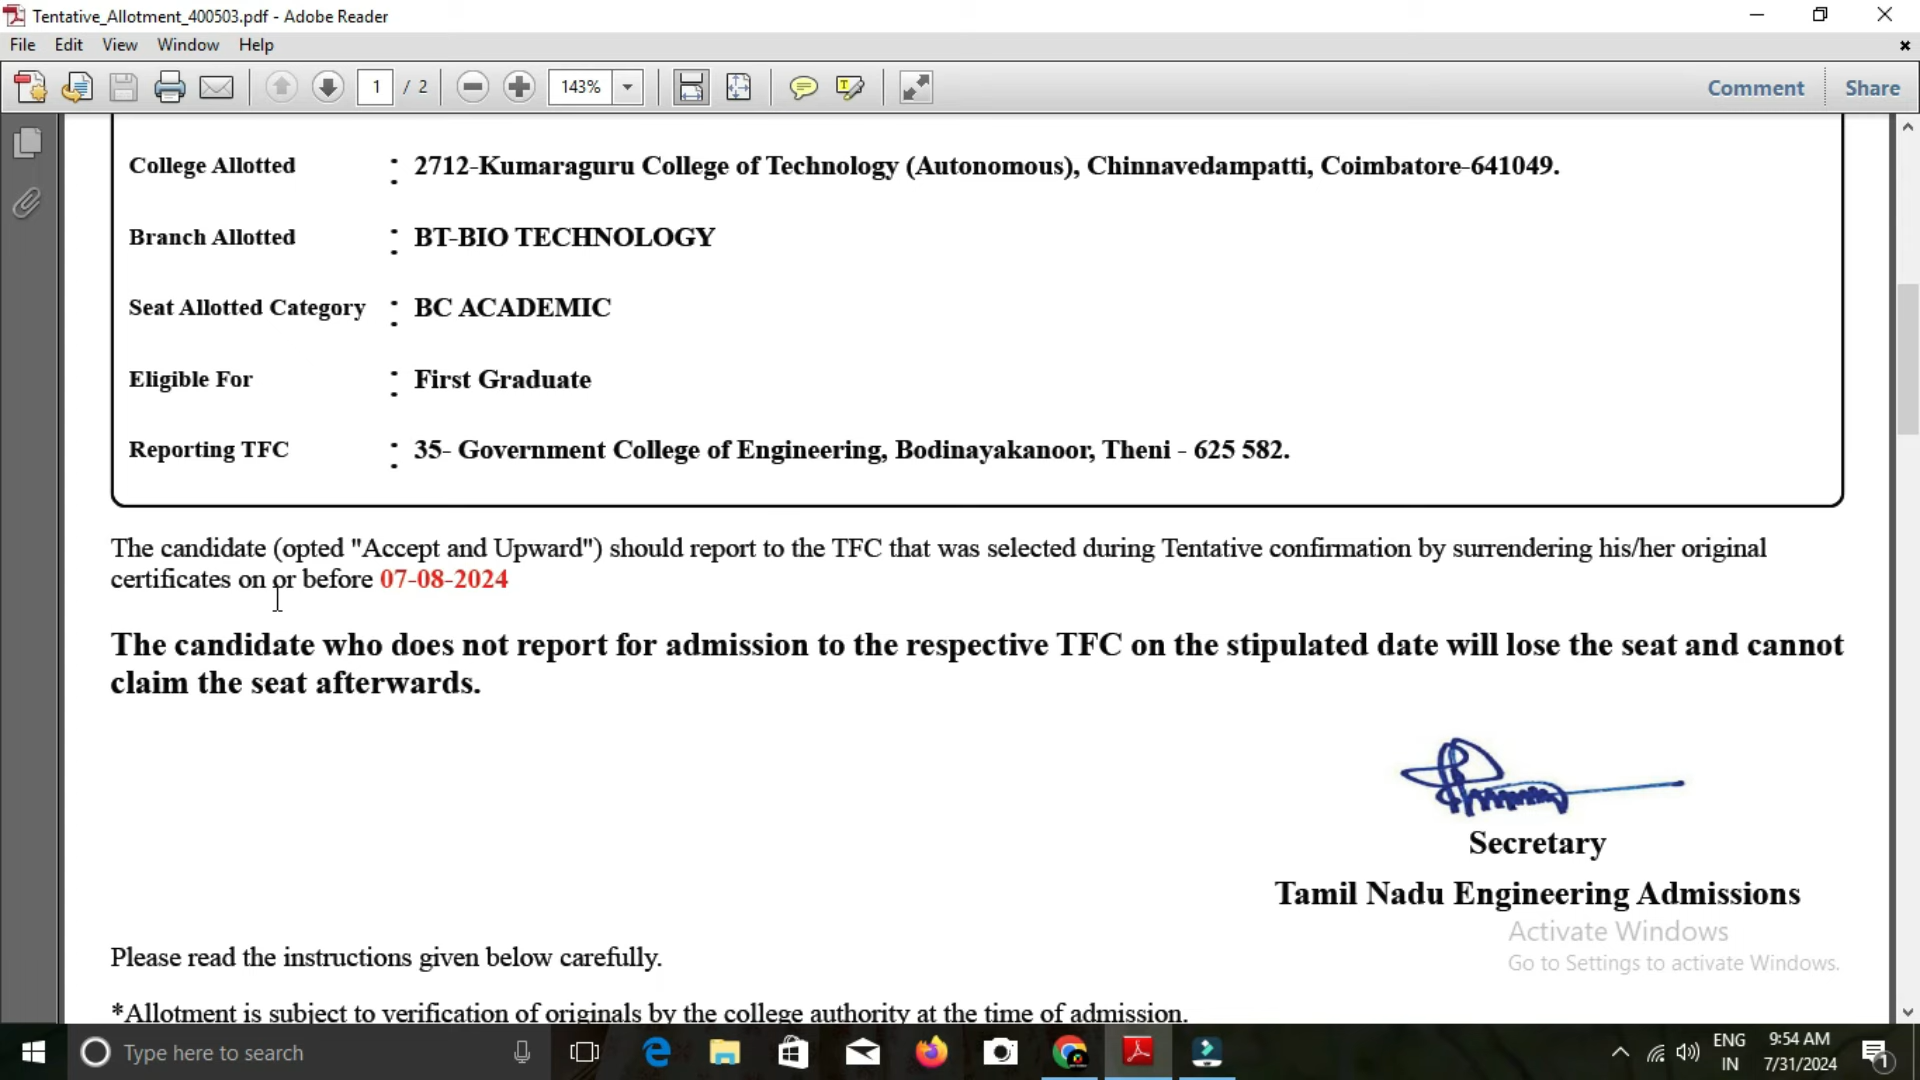 Tentative_Allotment_400503.pdf - Adobe Reader
File Edit View Window Help
1 / 2 143% Comment Share
College Allotted : 2712-Kumaraguru College of Technology (Autonomous), Chinnavedampatti, Coimbatore-641049.
Branch Allotted : BT-BIO TECHNOLOGY
Seat Allotted Category : BC ACADEMIC
Eligible For : First Graduate
Reporting TFC : 35- Government College of Engineering, Bodinayakanoor, Theni - 625 582.
The candidate (opted "Accept and Upward") should report to the TFC that was selected during Tentative confirmation by surrendering his/her original
certificates on or before 07-08-2024
The candidate who does not report for admission to the respective TFC on the stipulated date will lose the seat and cannot
claim the seat afterwards.
Secretary
Tamil Nadu Engineering Admissions
Activate Windows
Go to Settings to activate Windows.
Please read the instructions given below carefully.
*Allotment is subject to verification of originals by the college authority at the time of admission.
Type here to search
ENG
IN
9:54 AM
7/31/2024
1